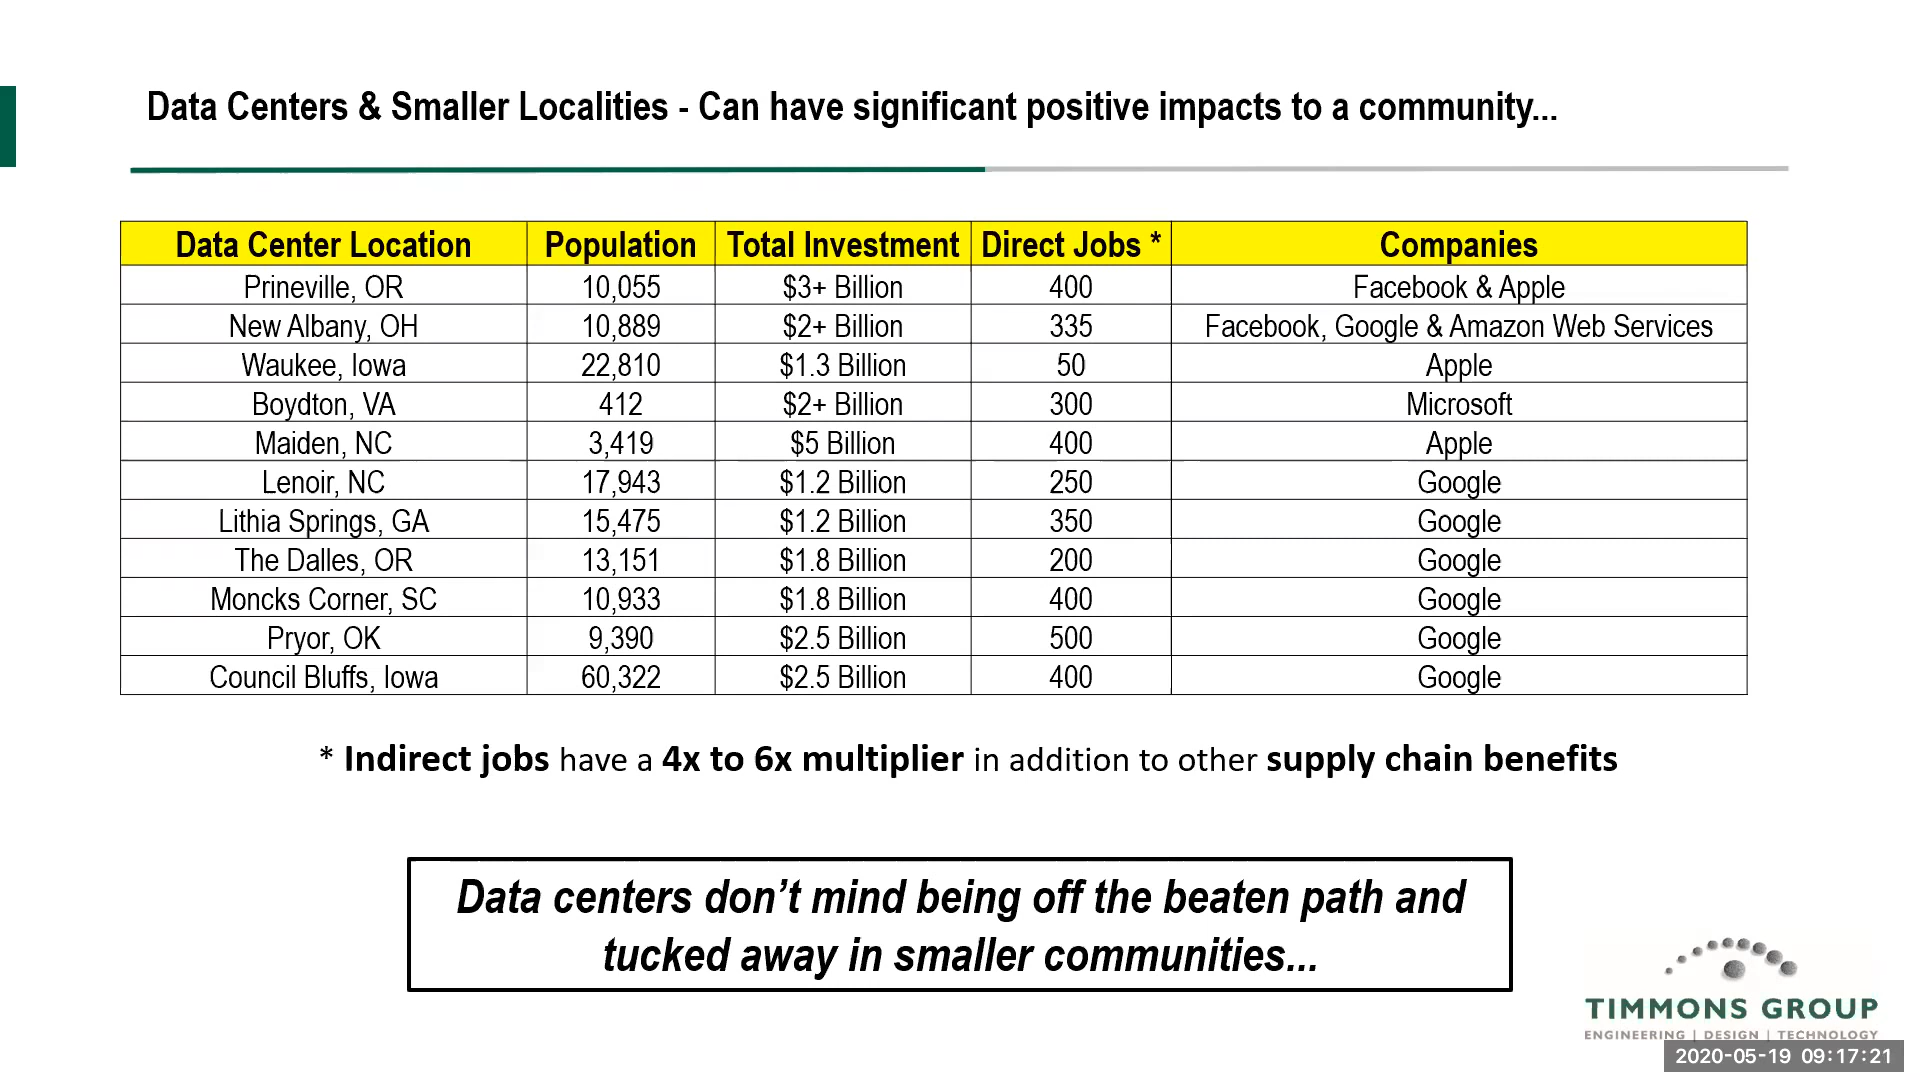 Data Centers & Smaller Localities - Can have significant positive impacts to a community...
Data Center Location Population Total Investment Direct Jobs * Companies
Prineville, OR 10,055 $3+ Billion 400 Facebook & Apple
New Albany, OH 10,889 $2+ Billion 335 Facebook, Google & Amazon Web Services
Waukee, Iowa 22,810 $1.3 Billion 50 Apple
Boydton, VA 412 $2+ Billion 300 Microsoft
Maiden, NC 3,419 $5 Billion 400 Apple
Lenoir, NC 17,943 $1.2 Billion 250 Google
Lithia Springs, GA 15,475 $1.2 Billion 350 Google
The Dalles, OR 13,151 $1.8 Billion 200 Google
Moncks Corner, SC 10,933 $1.8 Billion 400 Google
Pryor, OK 9,390 $2.5 Billion 500 Google
Council Bluffs, Iowa 60,322 $2.5 Billion 400 Google
* Indirect jobs have a 4x to 6x multiplier in addition to other supply chain benefits
Data centers don’t mind being off the beaten path and
tucked away in smaller communities...
TIMMONS GROUP
ENGINEERING | DESIGN | TECHNOLOGY
2020-05-19 09:17:21